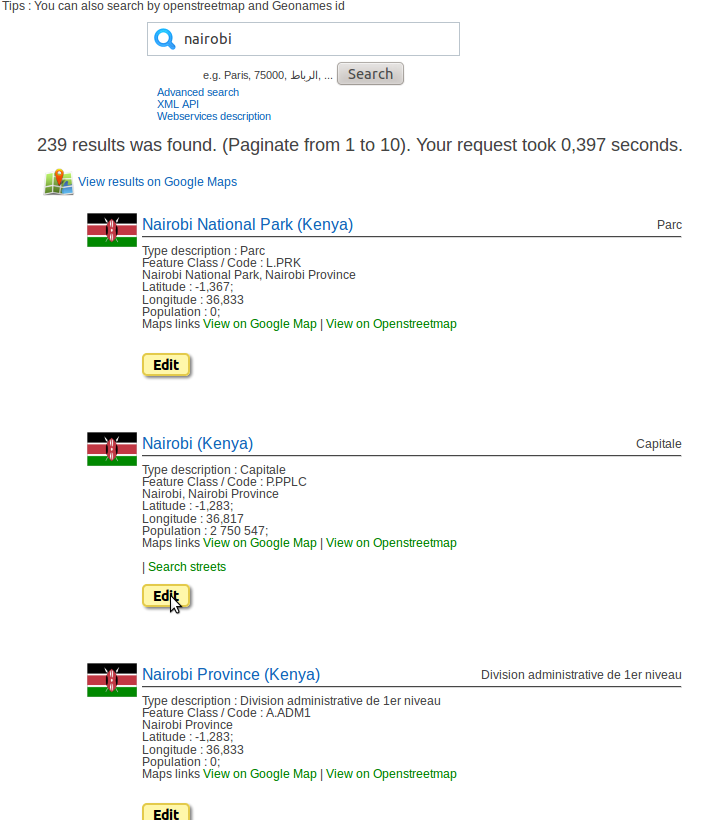 Tips : You can also search by openstreetmap and Geonames id
nairobi
e.g. Paris, 75000, الرباط, ... Search
Advanced search
XML API
Webservices description
239 results was found. (Paginate from 1 to 10). Your request took 0,397 seconds.
View results on Google Maps
Nairobi National Park (Kenya) Parc
Type description : Parc
Feature Class / Code : L.PRK
Nairobi National Park, Nairobi Province
Latitude : -1,367;
Longitude : 36,833
Population : 0;
Maps links View on Google Map | View on Openstreetmap
Edit
Nairobi (Kenya) Capitale
Type description : Capitale
Feature Class / Code : P.PPLC
Nairobi, Nairobi Province
Latitude : -1,283;
Longitude : 36,817
Population : 2 750 547;
Maps links View on Google Map | View on Openstreetmap
| Search streets
Edit
Nairobi Province (Kenya) Division administrative de 1er niveau
Type description : Division administrative de 1er niveau
Feature Class / Code : A.ADM1
Nairobi Province
Latitude : -1,283;
Longitude : 36,833
Population : 0;
Maps links View on Google Map | View on Openstreetmap
Edit